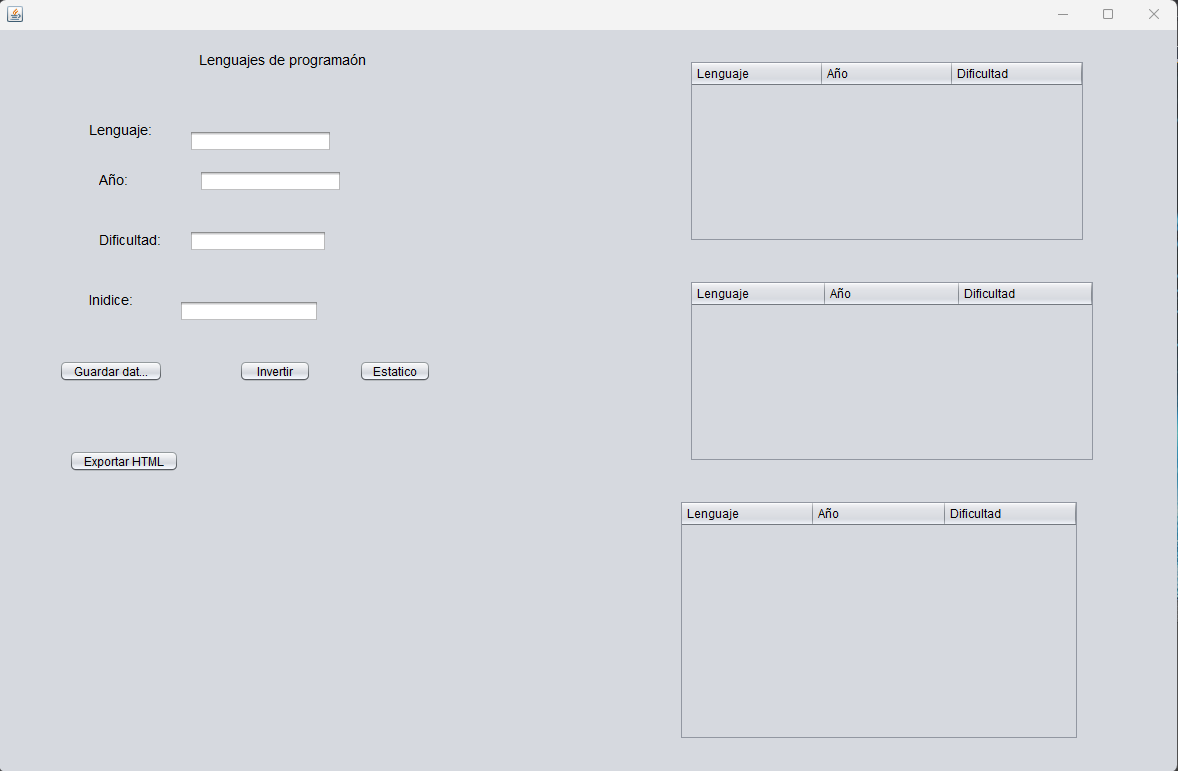 Lenguajes de programaón
Lenguaje:
Año:
Dificultad:
Inidice:
Guardar dat... Invertir Estatico
Exportar HTML
Lenguaje Año Dificultad
Lenguaje Año Dificultad
Lenguaje Año Dificultad